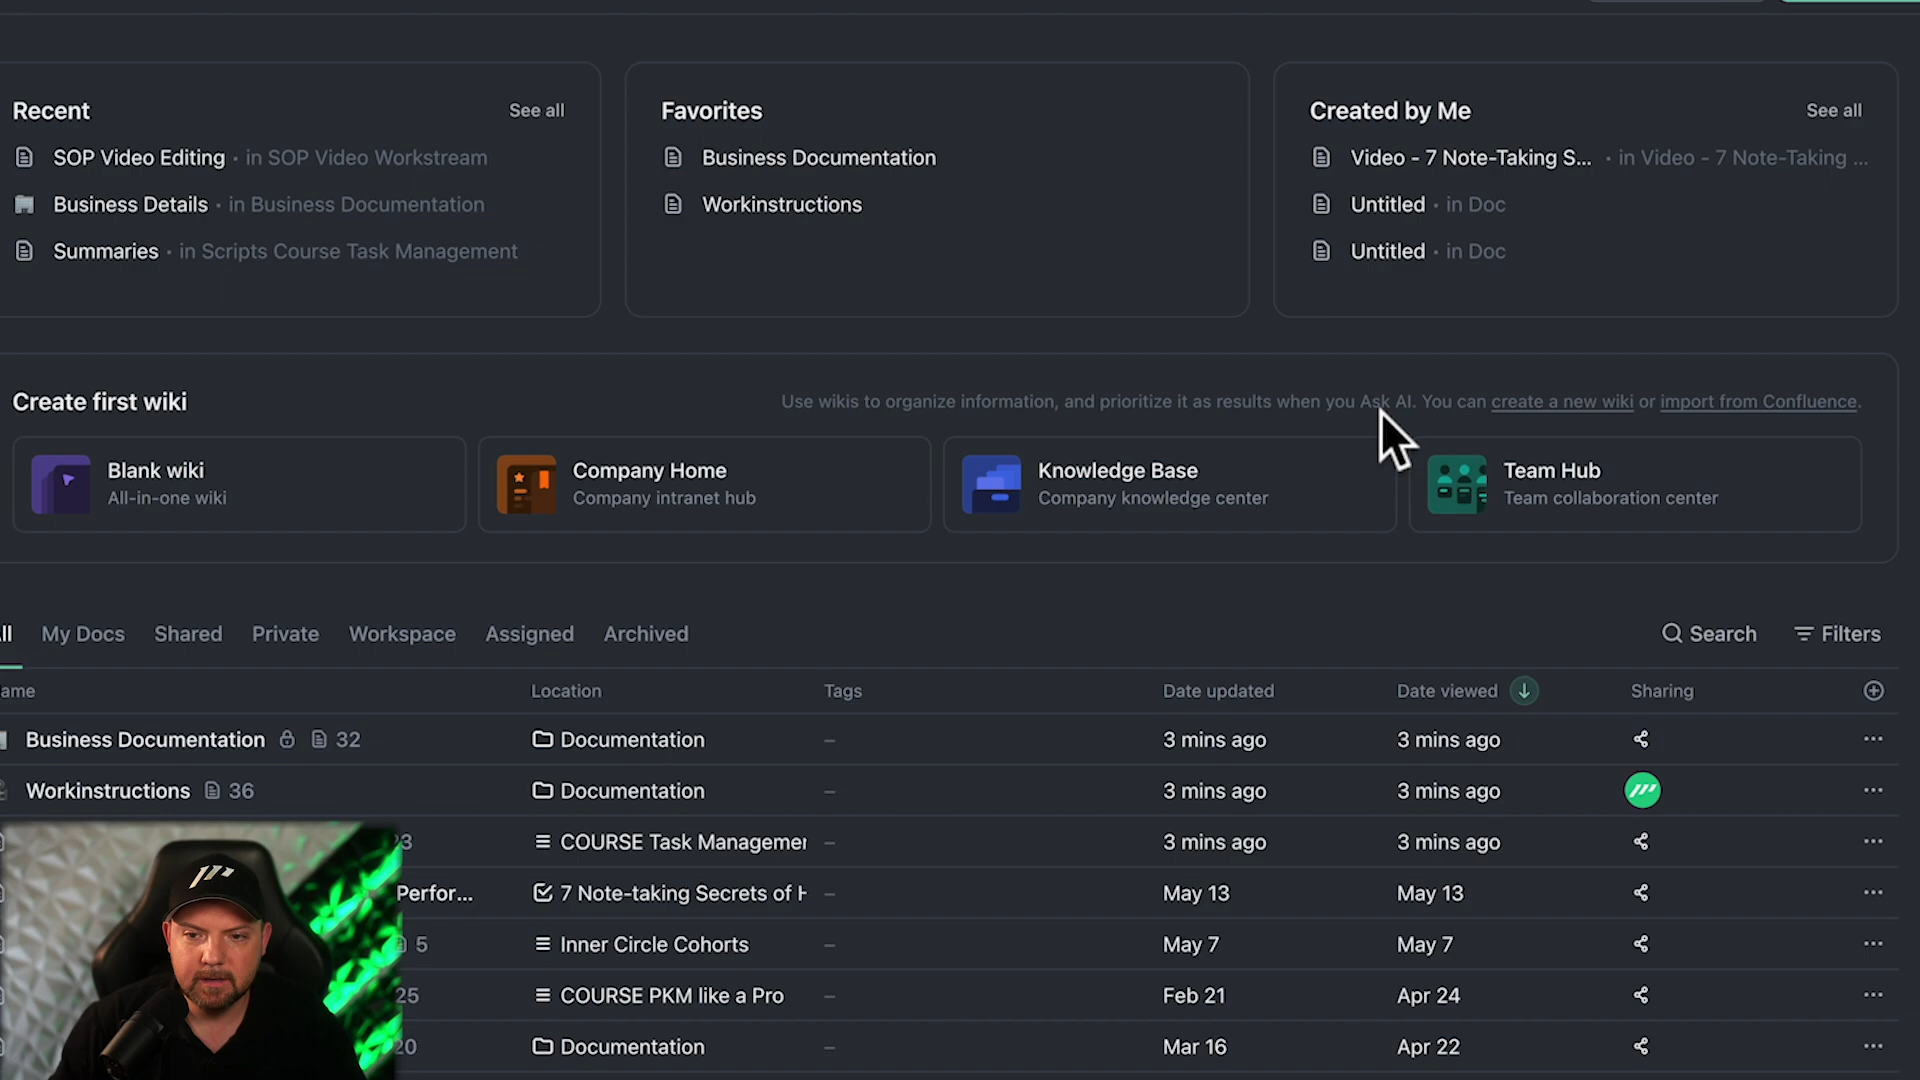 Recent See all
SOP Video Editing • in SOP Video Workstream
Business Details • in Business Documentation
Summaries • in Scripts Course Task Management
Favorites
Business Documentation
Workinstructions
Created by Me See all
Video - 7 Note-Taking S... • in Video - 7 Note-Taking ...
Untitled • in Doc
Untitled • in Doc
Create first wiki
Use wikis to organize information, and prioritize it as results when you Ask AI. You can create a new wiki or import from Confluence.
Blank wiki
All-in-one wiki
Company Home
Company intranet hub
Knowledge Base
Company knowledge center
Team Hub
Team collaboration center
ll My Docs Shared Private Workspace Assigned Archived Search Filters
ame Location Tags Date updated Date viewed Sharing
Business Documentation 32 Documentation – 3 mins ago 3 mins ago
Workinstructions 36 Documentation – 3 mins ago 3 mins ago
3 COURSE Task Managemen – 3 mins ago 3 mins ago
Perfor... 7 Note-taking Secrets of H – May 13 May 13
5 Inner Circle Cohorts – May 7 May 7
25 COURSE PKM like a Pro – Feb 21 Apr 24
20 Documentation – Mar 16 Apr 22